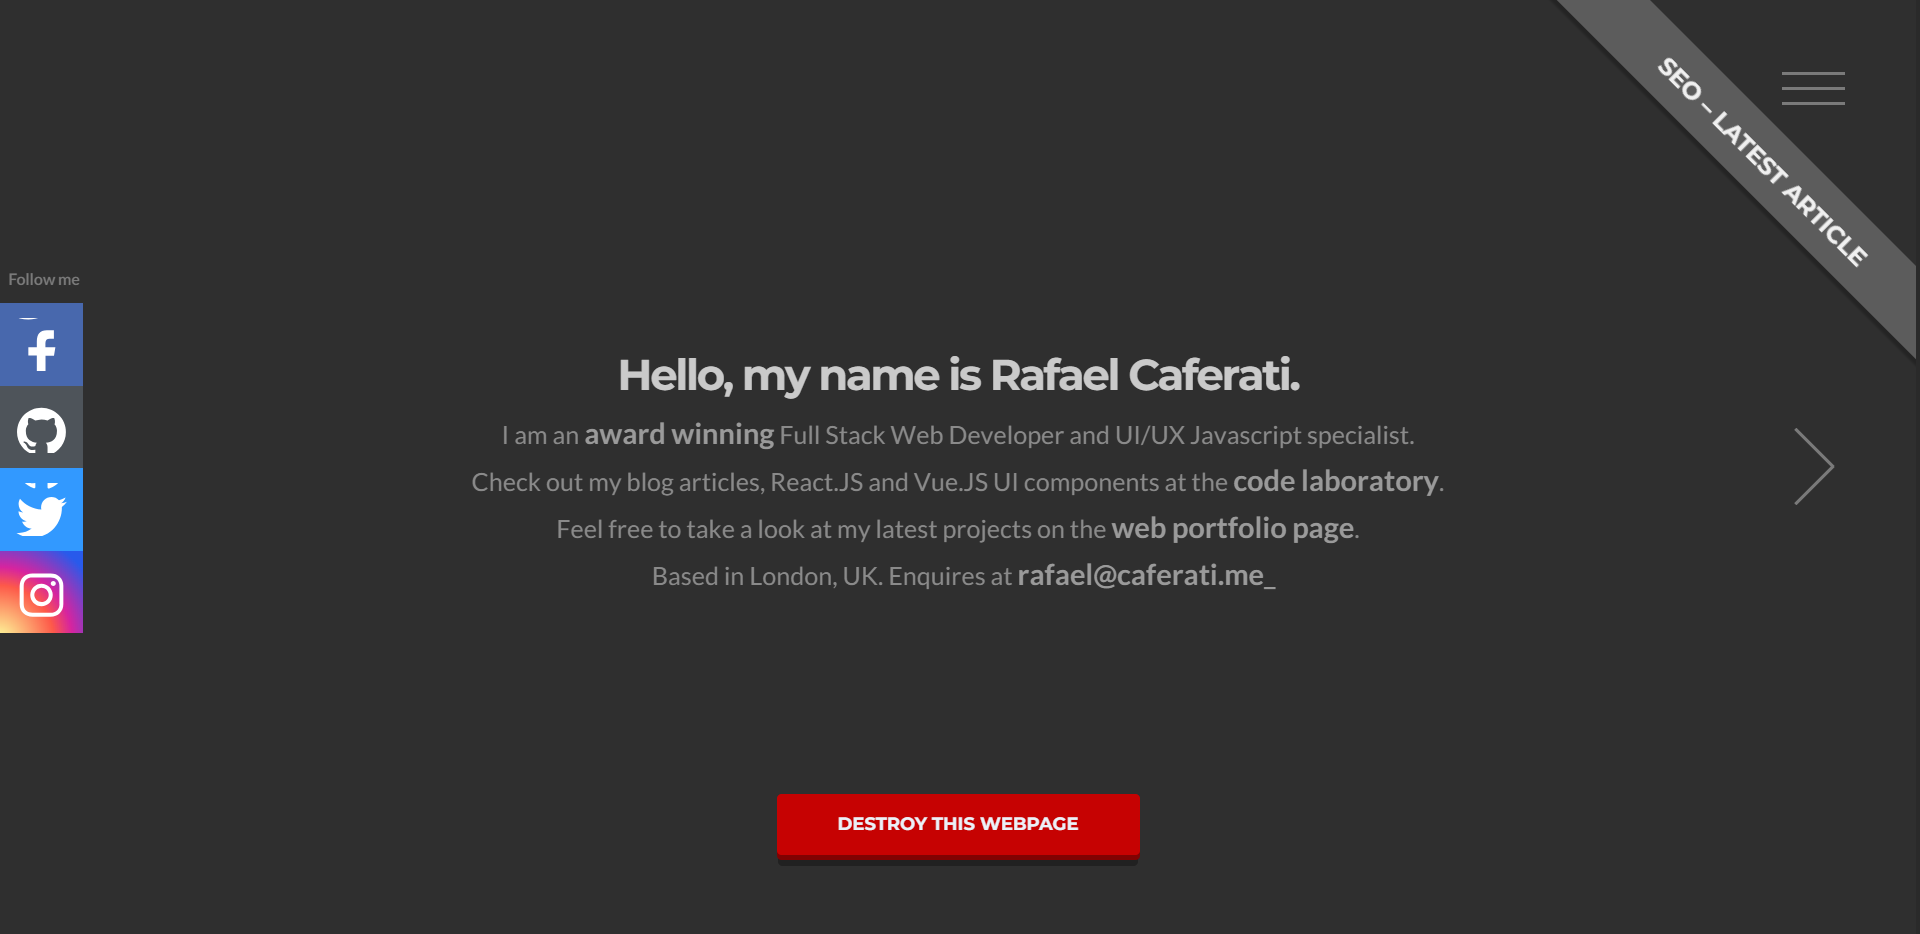 SEO – LATEST ARTICLE
Follow me
Hello, my name is Rafael Caferati.
I am an award winning Full Stack Web Developer and UI/UX Javascript specialist.
Check out my blog articles, React.JS and Vue.JS UI components at the code laboratory.
Feel free to take a look at my latest projects on the web portfolio page.
Based in London, UK. Enquires at rafael@caferati.me_
DESTROY THIS WEBPAGE